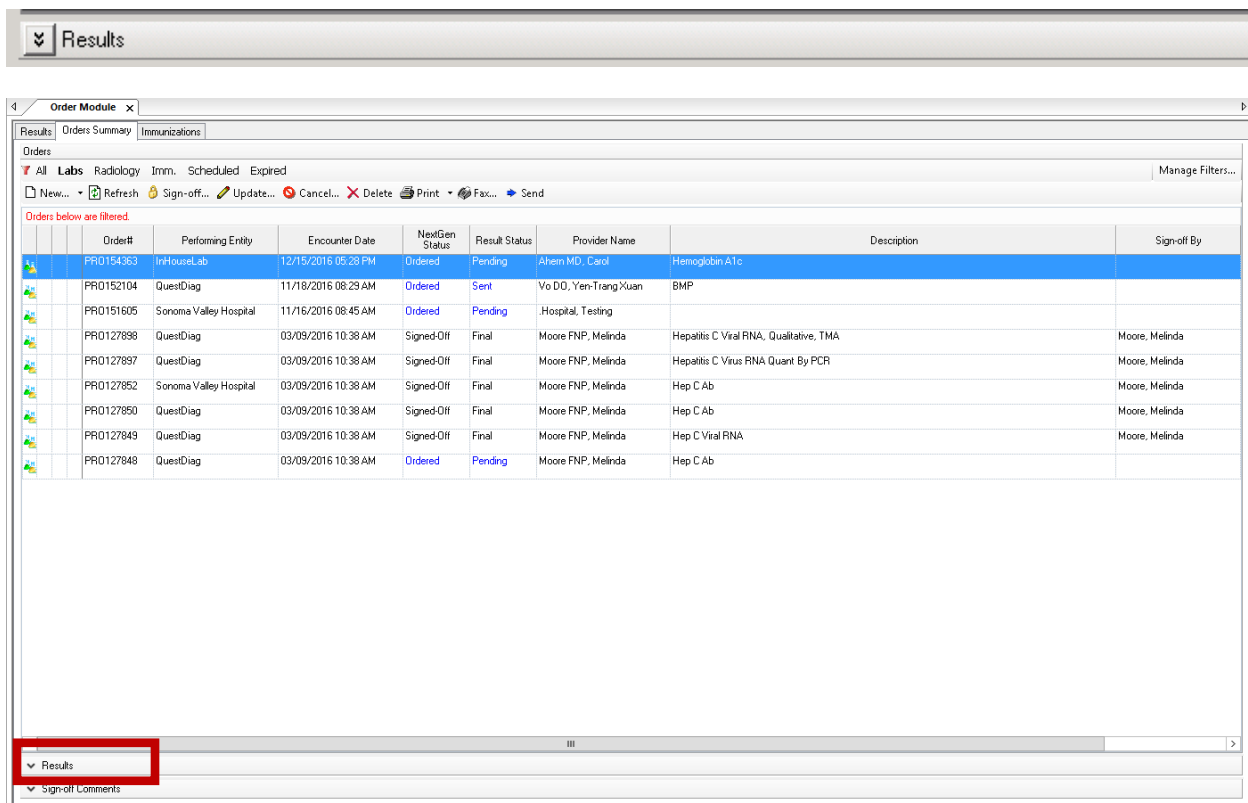 Results
Order Module x
Results Orders Summary Immunizations
Orders
All Labs Radiology Imm. Scheduled Expired Manage Filters...
New... Refresh Sign-off... Update... Cancel... Delete Print Fax... Send
Orders below are filtered.
Order# Performing Entity Encounter Date NextGen Status Result Status Provider Name Description Sign-off By
PRO154363 InHouseLab 12/15/2016 05:28 PM Ordered Pending Ahern MD, Carol Hemoglobin A1c
PRO152104 QuestDiag 11/18/2016 08:29 AM Ordered Sent Vo DO, Yen-Trang Xuan BMP
PRO151605 Sonoma Valley Hospital 11/16/2016 08:45 AM Ordered Pending .Hospital, Testing
PRO127898 QuestDiag 03/09/2016 10:38 AM Signed-Off Final Moore FNP, Melinda Hepatitis C Viral RNA, Qualitative, TMA Moore, Melinda
PRO127897 QuestDiag 03/09/2016 10:38 AM Signed-Off Final Moore FNP, Melinda Hepatitis C Virus RNA Quant By PCR Moore, Melinda
PRO127852 Sonoma Valley Hospital 03/09/2016 10:38 AM Signed-Off Final Moore FNP, Melinda Hep C Ab Moore, Melinda
PRO127850 QuestDiag 03/09/2016 10:38 AM Signed-Off Final Moore FNP, Melinda Hep C Ab Moore, Melinda
PRO127849 QuestDiag 03/09/2016 10:38 AM Signed-Off Final Moore FNP, Melinda Hep C Viral RNA Moore, Melinda
PRO127848 QuestDiag 03/09/2016 10:38 AM Ordered Pending Moore FNP, Melinda Hep C Ab
Results
Sign-off Comments